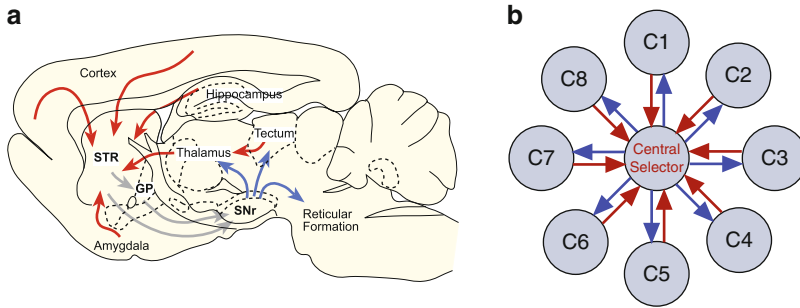 a
Cortex
Hippocampus
Tectum
STR
Thalamus
GP
SNr
Reticular
Formation
Amygdala
b
C1
C8
C2
Central
Selector
C7
C3
C6
C4
C5